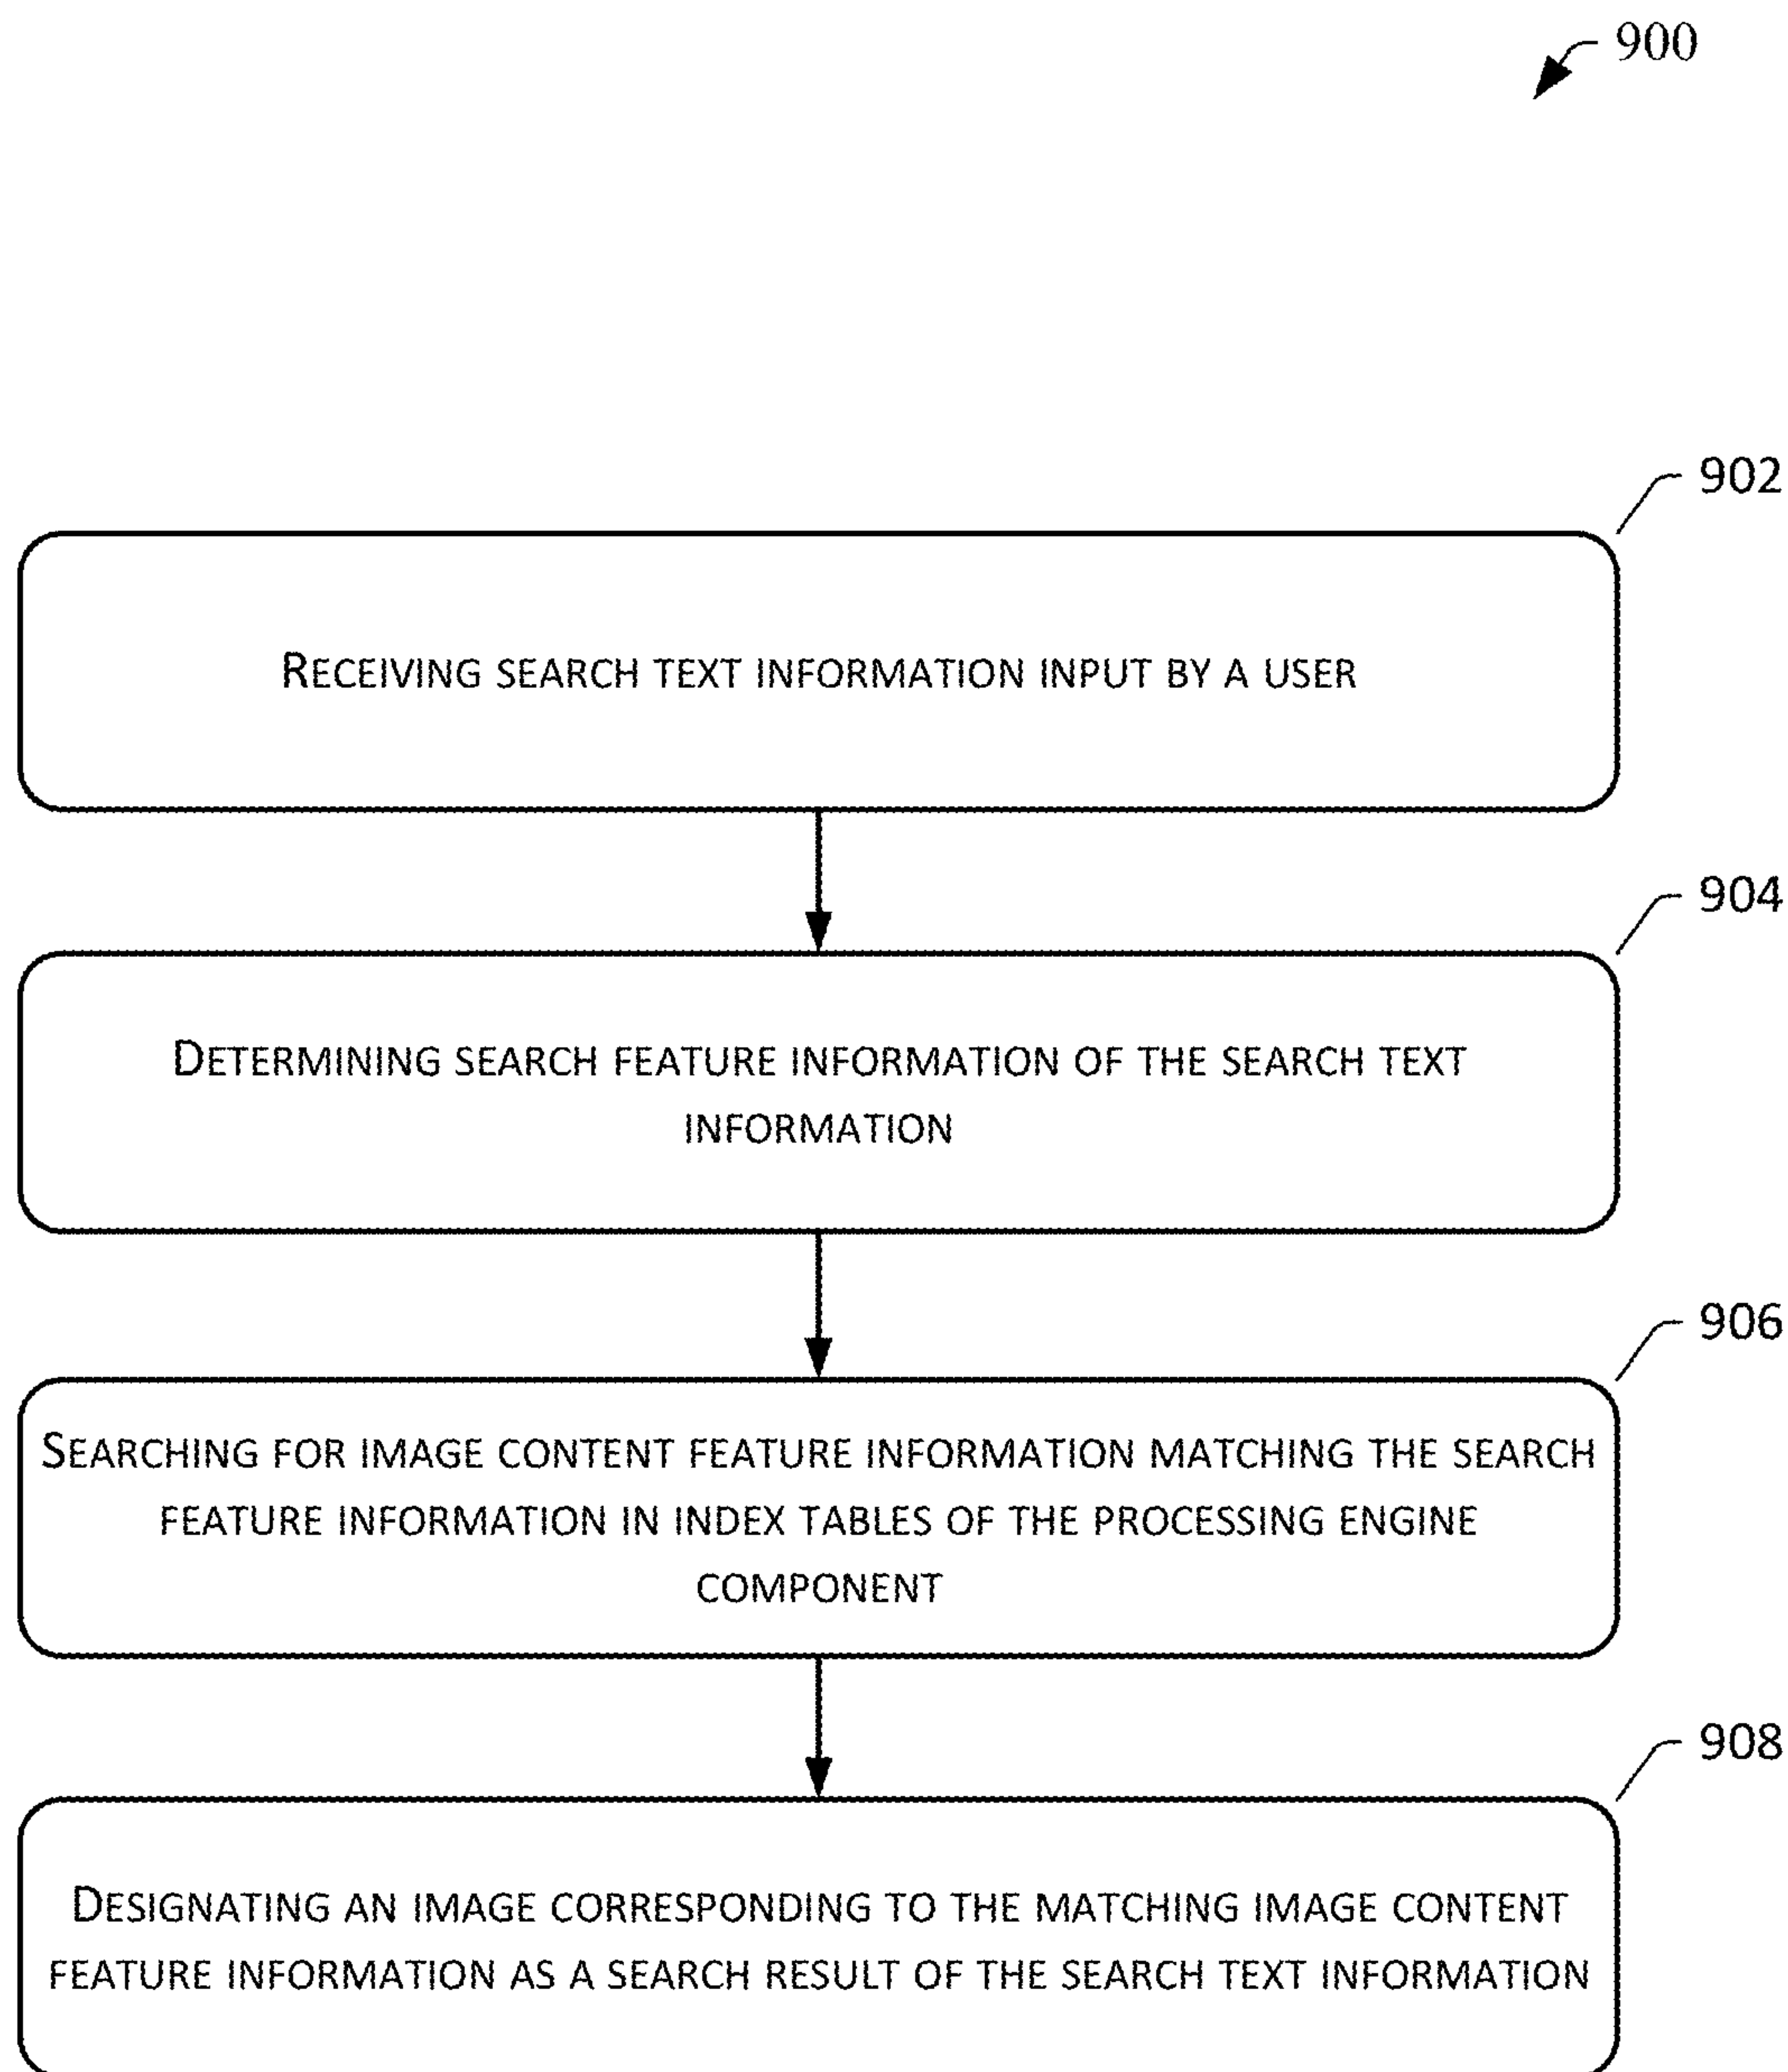 900
902
RECEIVING SEARCH TEXT INFORMATION INPUT BY A USER
904
DETERMINING SEARCH FEATURE INFORMATION OF THE SEARCH TEXT
INFORMATION
906
SEARCHING FOR IMAGE CONTENT FEATURE INFORMATION MATCHING THE SEARCH
FEATURE INFORMATION IN INDEX TABLES OF THE PROCESSING ENGINE
COMPONENT
908
DESIGNATING AN IMAGE CORRESPONDING TO THE MATCHING IMAGE CONTENT
FEATURE INFORMATION AS A SEARCH RESULT OF THE SEARCH TEXT INFORMATION